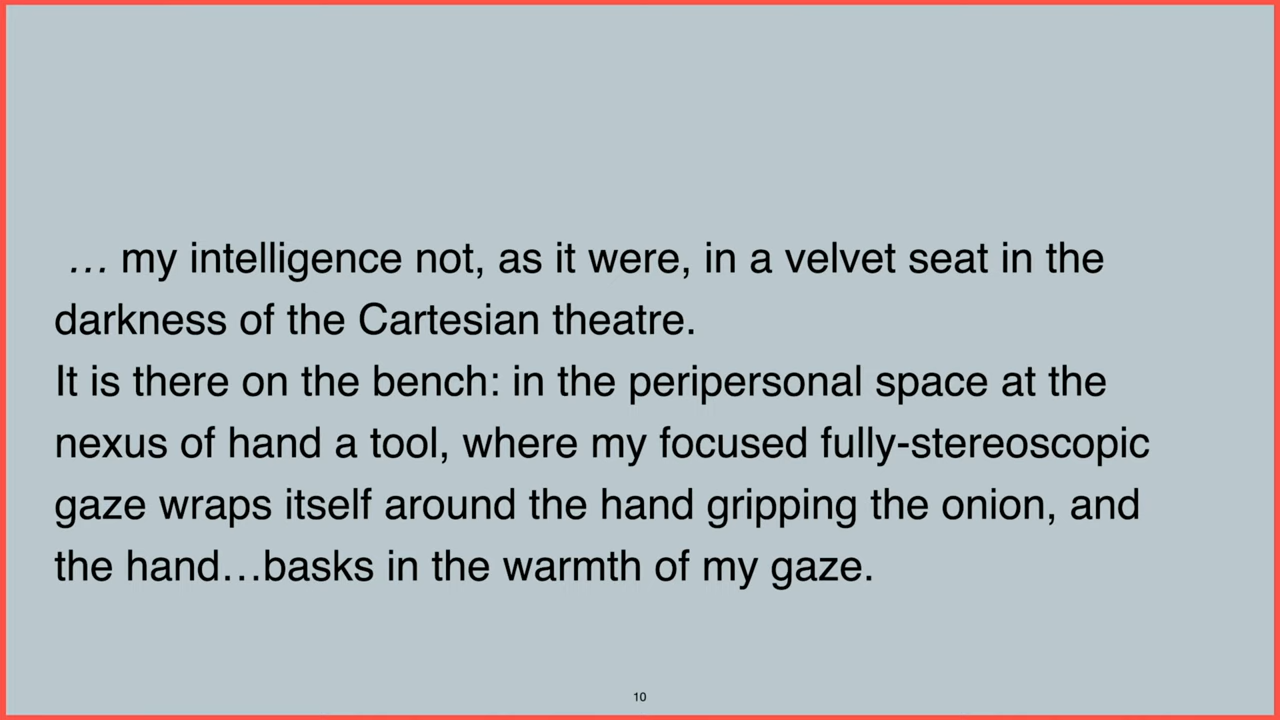 … my intelligence not, as it were, in a velvet seat in the
darkness of the Cartesian theatre.
It is there on the bench: in the peripersonal space at the
nexus of hand a tool, where my focused fully-stereoscopic
gaze wraps itself around the hand gripping the onion, and
the hand…basks in the warmth of my gaze.
10